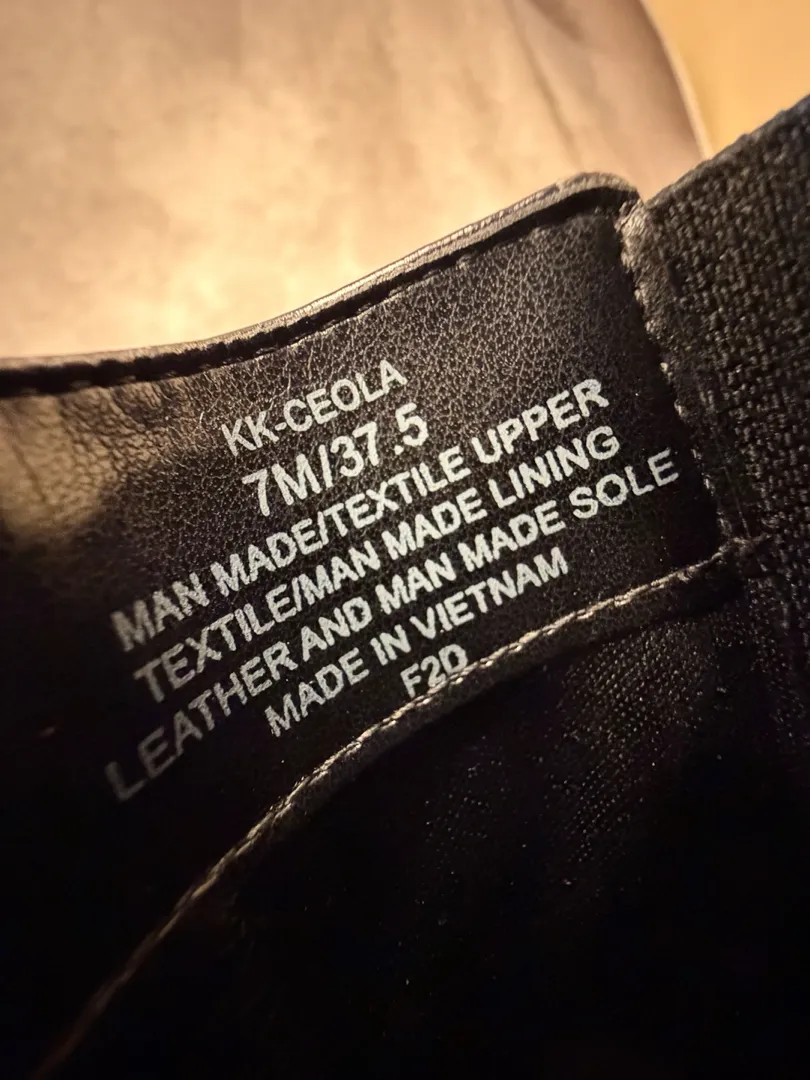 KK-CEOLA
7M/37.5
MAN MADE/TEXTILE UPPER
TEXTILE/MAN MADE LINING
LEATHER AND MAN MADE SOLE
MADE IN VIETNAM
F2D